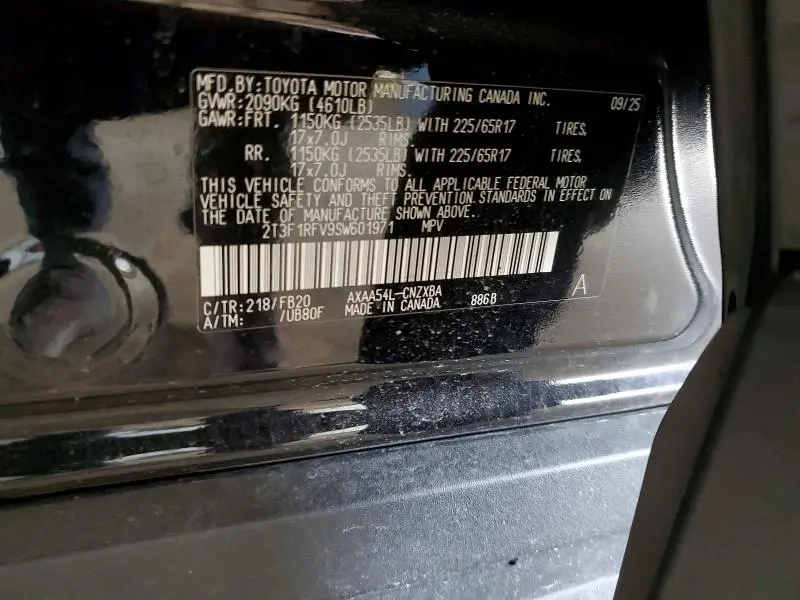 MFD.BY:TOYOTA MOTOR MANUFACTURING CANADA INC. 09/25
GVWR:2090KG (4610LB)
GAWR:FRT. 1150KG (2535LB) WITH 225/65R17 TIRES,
17x7.0J RIMS.
RR. 1150KG (2535LB) WITH 225/65R17 TIRES,
17x7.0J RIMS.
THIS VEHICLE CONFORMS TO ALL APPLICABLE FEDERAL MOTOR
VEHICLE SAFETY AND THEFT PREVENTION STANDARDS IN EFFECT ON
THE DATE OF MANUFACTURE SHOWN ABOVE.
2T3F1RFV9SW601971 MPV
C/TR:218/FB20 AXAA54L-CNZXBA 886B A
A/TM: /UB80F MADE IN CANADA